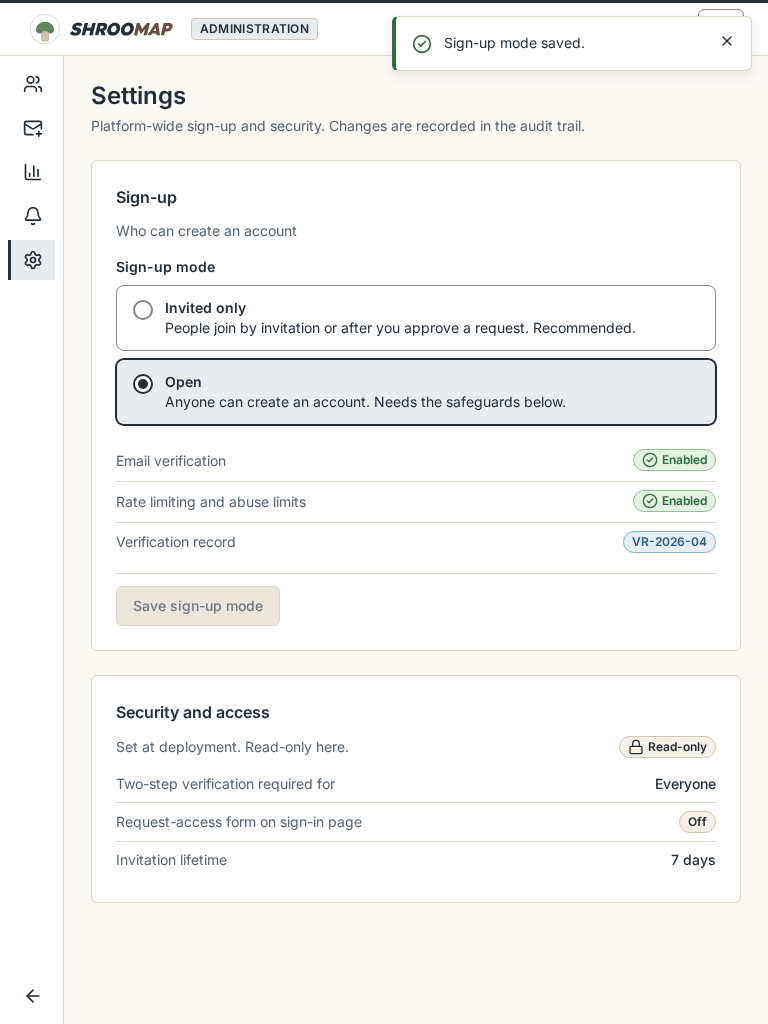 SHROOMAP
ADMINISTRATION
Sign-up mode saved.
Settings
Platform-wide sign-up and security. Changes are recorded in the audit trail.
Sign-up
Who can create an account
Sign-up mode
Invited only
People join by invitation or after you approve a request. Recommended.
Open
Anyone can create an account. Needs the safeguards below.
Email verification Enabled
Rate limiting and abuse limits Enabled
Verification record VR-2026-04
Save sign-up mode
Security and access
Set at deployment. Read-only here. Read-only
Two-step verification required for Everyone
Request-access form on sign-in page Off
Invitation lifetime 7 days